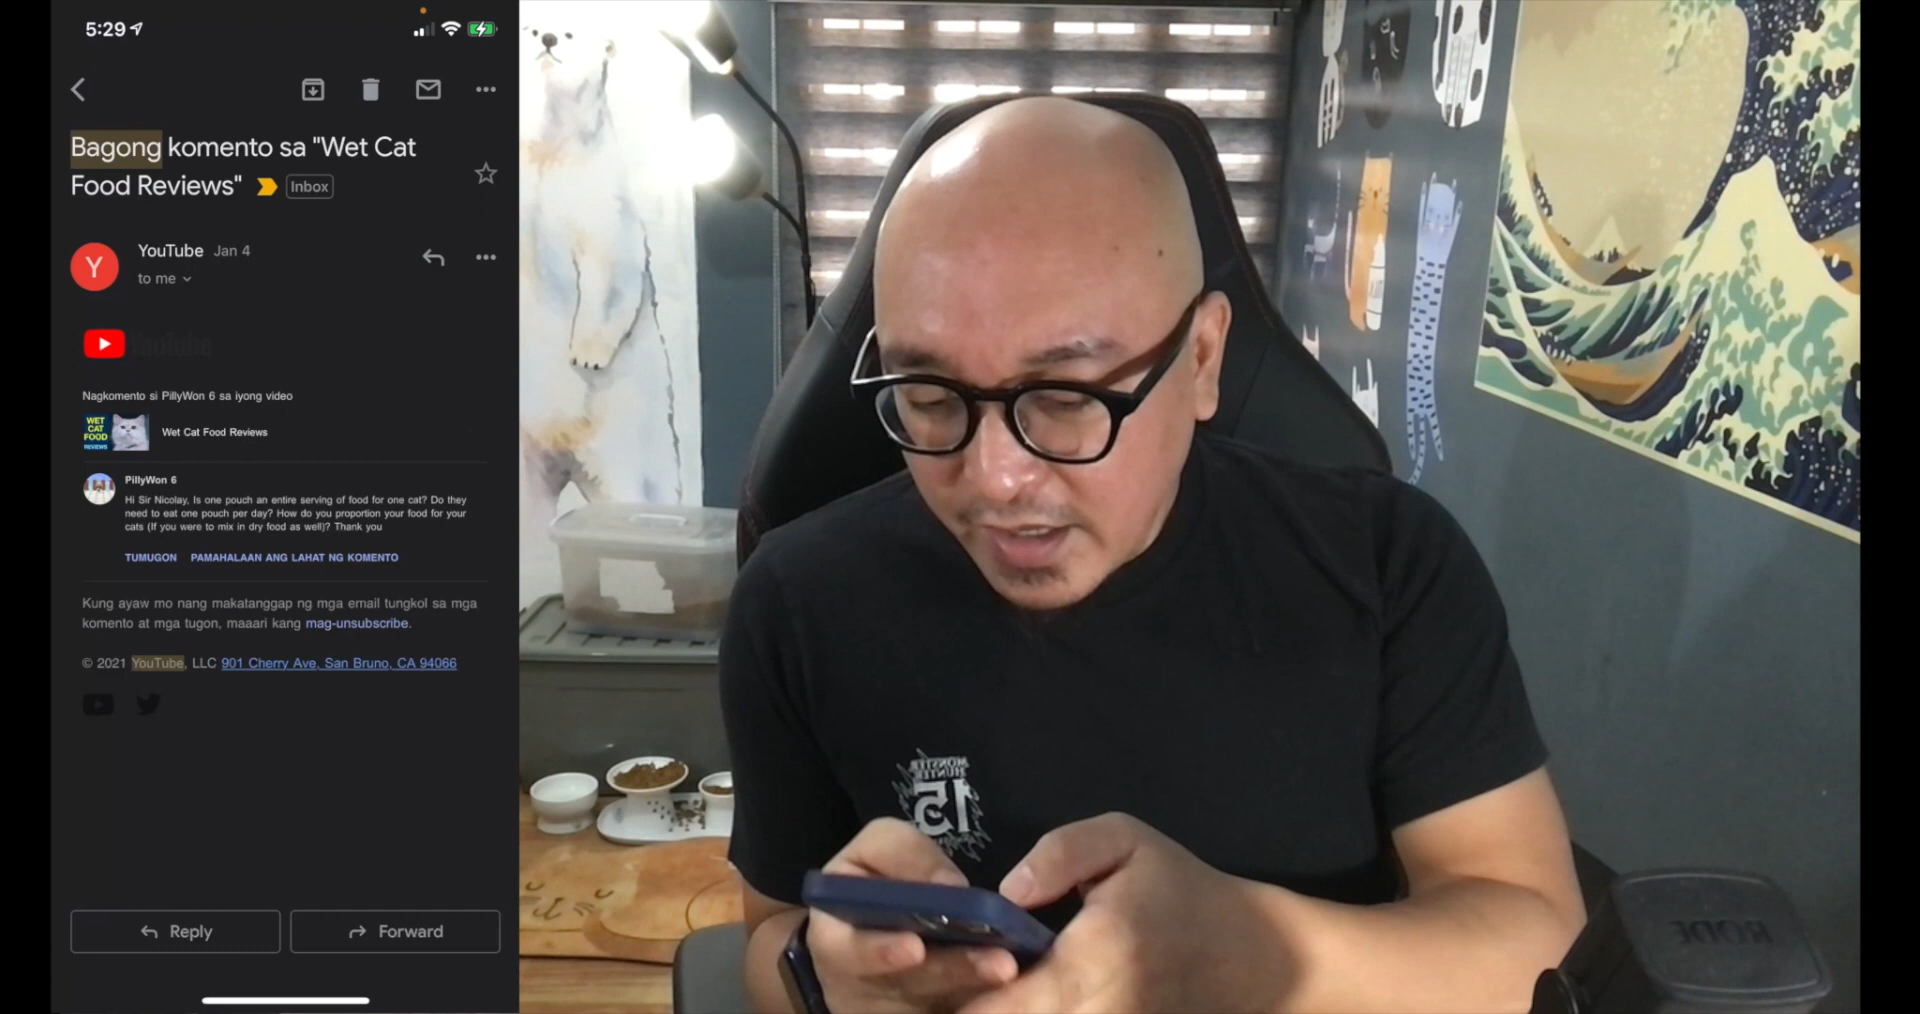 5:29
Bagong komento sa "Wet Cat
Food Reviews"
Inbox
Y
YouTube Jan 4
to me
YouTube
Nagkomento si PillyWon 6 sa iyong video
WET
CAT
FOOD
REVIEWS
Wet Cat Food Reviews
PillyWon 6
Hi Sir Nicolay, Is one pouch an entire serving of food for one cat? Do they
need to eat one pouch per day? How do you proportion your food for your
cats (If you were to mix in dry food as well)? Thank you
TUMUGON PAMAHALAAN ANG LAHAT NG KOMENTO
Kung ayaw mo nang makatanggap ng mga email tungkol sa mga
komento at mga tugon, maaari kang mag-unsubscribe.
© 2021 YouTube, LLC 901 Cherry Ave, San Bruno, CA 94066
Reply
Forward
MONSTER
HUNTER
15
RODE